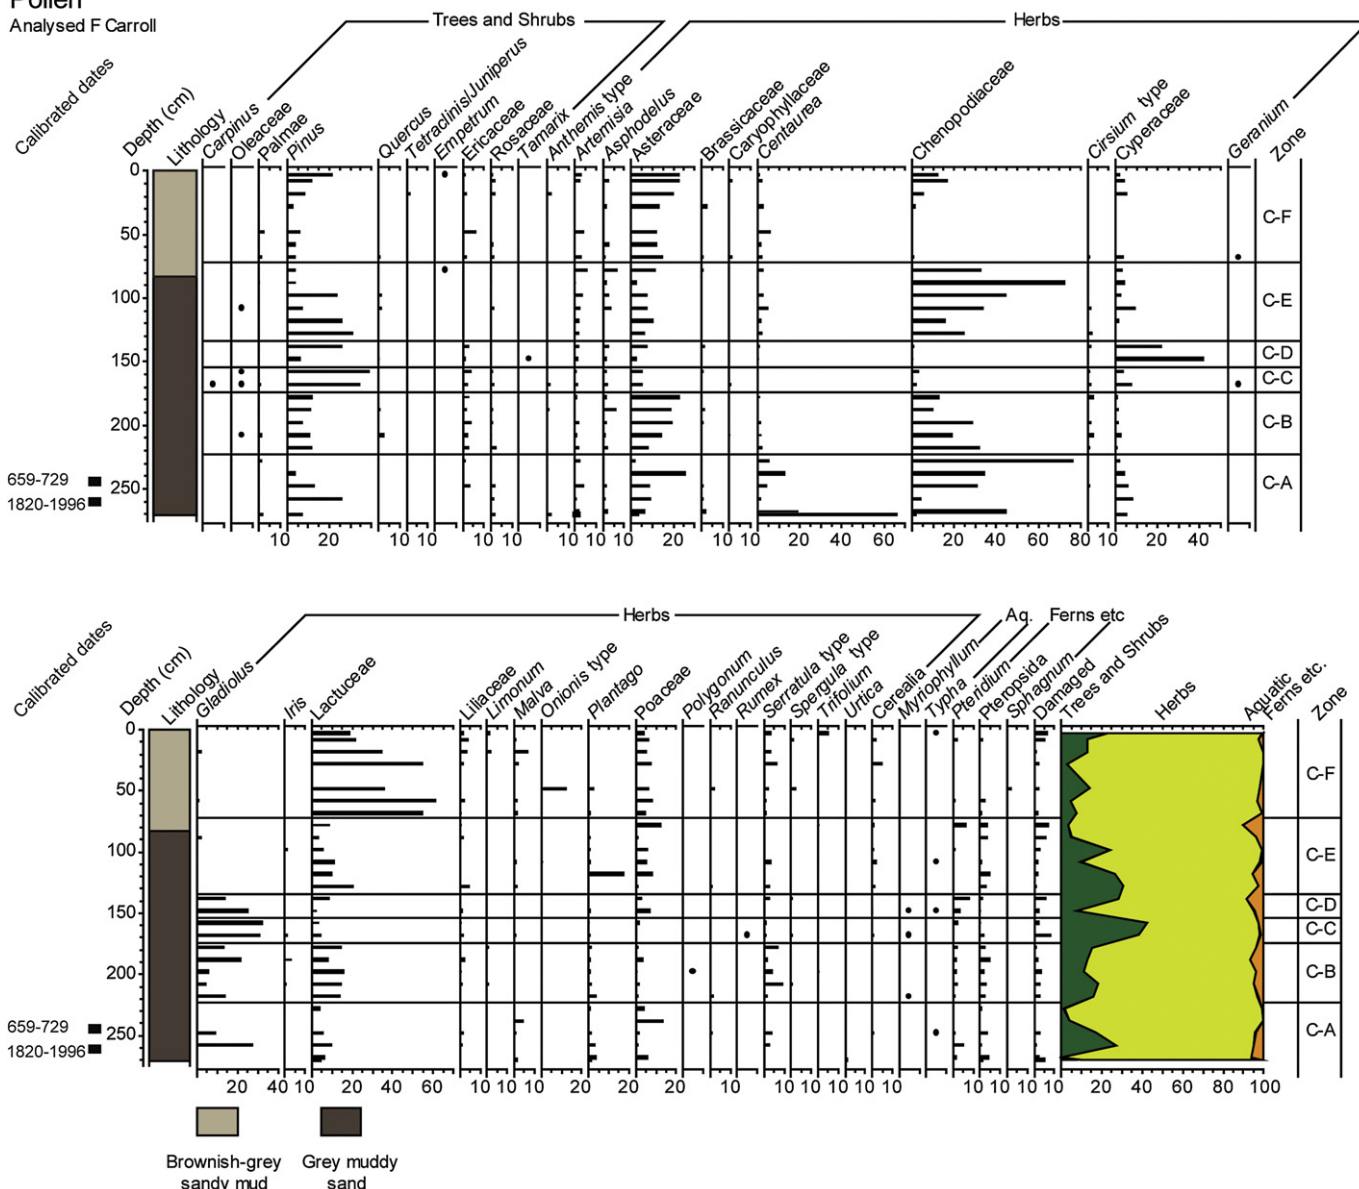 Pollen
Analysed F Carroll
Trees and Shrubs
Herbs
Calibrated dates
Depth (cm)
Lithology
Carpinus
Oleaceae
Palmae
Pinus
Quercus
Tetraclinis/Juniperus
Empetrum
Ericaceae
Rosaceae
Tamarix
Anthemis type
Artemisia
Asphodelus
Asteraceae
Brassicaceae
Caryophyllaceae
Centaurea
Chenopodiaceae
Cirsium type
Cyperaceae
Geranium
Zone
0
50
100
150
200
250
659-729
1820-1996
C-F
C-E
C-D
C-C
C-B
C-A
10 20 10 10 10 10 10 10 10 10 10 20 10 10 20 40 60 20 40 60 80 10 20 40 10
Herbs
Aq.
Ferns etc
Calibrated dates
Depth (cm)
Lithology
Gladiolus
Iris
Lactuceae
Liliaceae
Limonum
Malva
Onionis type
Plantago
Poaceae
Polygonum
Ranunculus
Rumex
Serratula type
Spergula type
Trifolium
Urtica
Cerealia
Myriophyllum
Typha
Pteridium
Pteropsida
Sphagnum
Damaged
Trees and Shrubs
Herbs
Aquatic
Ferns etc.
Zone
0
50
100
150
200
250
659-729
1820-1996
C-F
C-E
C-D
C-C
C-B
C-A
20 40 10 20 40 60 10 10 10 20 20 20 10 10 10 10 10 10 10 10 10 10 10 10 20 40 60 80 100
Brownish-grey
sandy mud
Grey muddy
sand